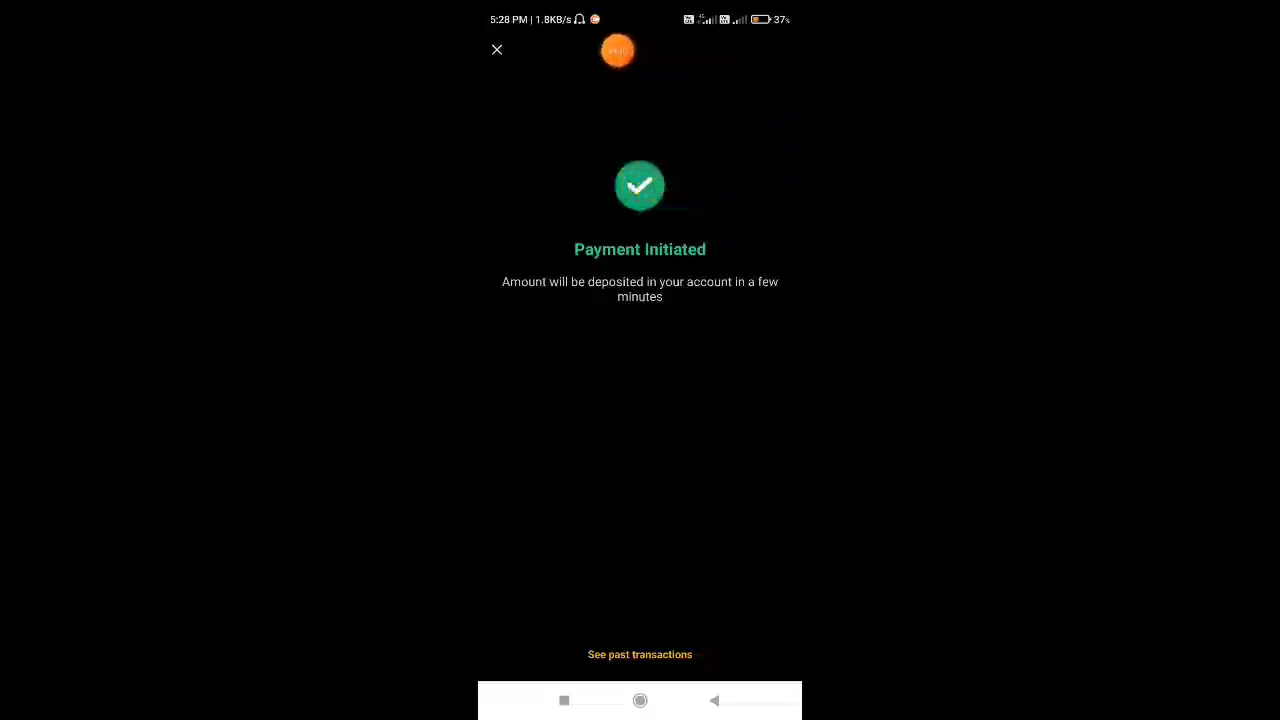 5:28 PM | 1.8KB/s 37%
Payment Initiated
Amount will be deposited in your account in a few
minutes
See past transactions